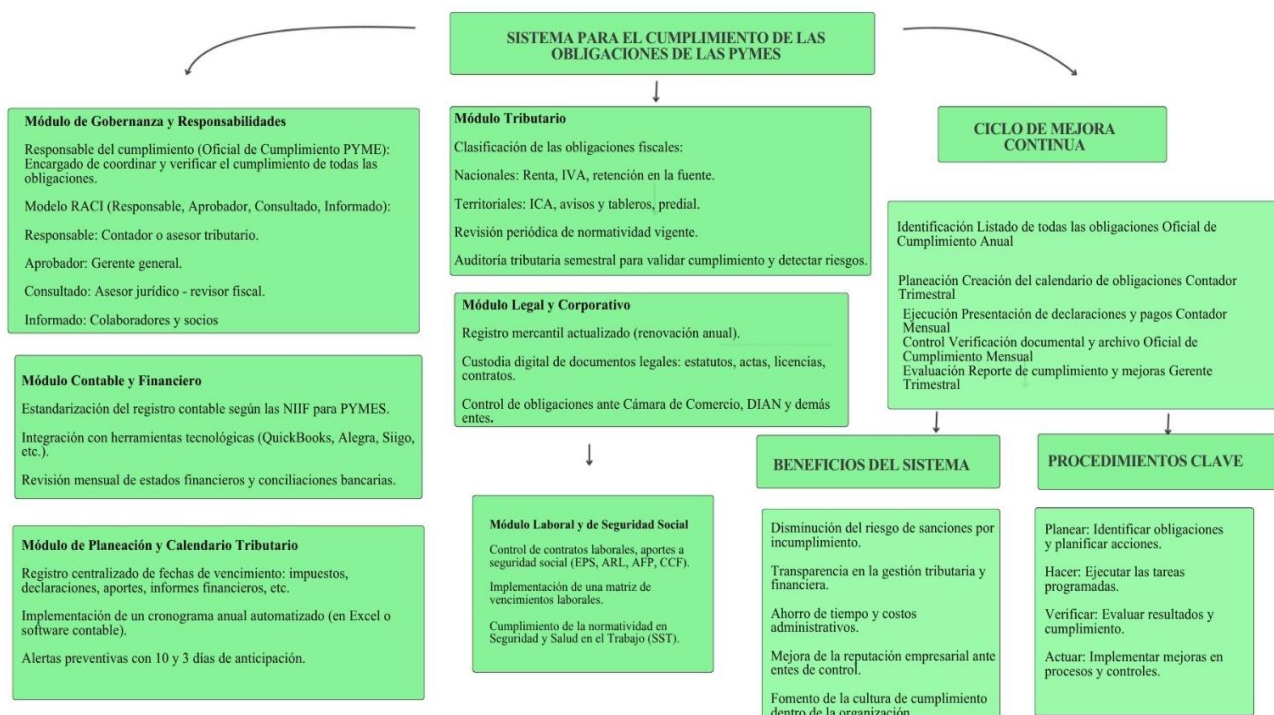 SISTEMA PARA EL CUMPLIMIENTO DE LAS
OBLIGACIONES DE LAS PYMES
Módulo de Gobernanza y Responsabilidades
Responsable del cumplimiento (Oficial de Cumplimiento PYME):
Encargado de coordinar y verificar el cumplimiento de todas las
obligaciones.
Modelo RACI (Responsable, Aprobador, Consultado, Informado):
Responsable: Contador o asesor tributario.
Aprobador: Gerente general.
Consultado: Asesor jurídico - revisor fiscal.
Informado: Colaboradores y socios
Módulo Contable y Financiero
Estandarización del registro contable según las NIIF para PYMES.
Integración con herramientas tecnológicas (QuickBooks, Alegra, Siigo,
etc.).
Revisión mensual de estados financieros y conciliaciones bancarias.
Módulo de Planeación y Calendario Tributario
Registro centralizado de fechas de vencimiento: impuestos,
declaraciones, aportes, informes financieros, etc.
Implementación de un cronograma anual automatizado (en Excel o
software contable).
Alertas preventivas con 10 y 3 días de anticipación.
Módulo Tributario
Clasificación de las obligaciones fiscales:
Nacionales: Renta, IVA, retención en la fuente.
Territoriales: ICA, avisos y tableros, predial.
Revisión periódica de normatividad vigente.
Auditoría tributaria semestral para validar cumplimiento y detectar riesgos.
Módulo Legal y Corporativo
Registro mercantil actualizado (renovación anual).
Custodia digital de documentos legales: estatutos, actas, licencias,
contratos.
Control de obligaciones ante Cámara de Comercio, DIAN y demás
entes.
Módulo Laboral y de Seguridad Social
Control de contratos laborales, aportes a
seguridad social (EPS, ARL, AFP, CCF).
Implementación de una matriz de
vencimientos laborales.
Cumplimiento de la normatividad en
Seguridad y Salud en el Trabajo (SST).
CICLO DE MEJORA
CONTINUA
Identificación Listado de todas las obligaciones Oficial de
Cumplimiento Anual
Planeación Creación del calendario de obligaciones Contador
Trimestral
Ejecución Presentación de declaraciones y pagos Contador
Mensual
Control Verificación documental y archivo Oficial de
Cumplimiento Mensual
Evaluación Reporte de cumplimiento y mejoras Gerente
Trimestral
BENEFICIOS DEL SISTEMA
Disminución del riesgo de sanciones por
incumplimiento.
Transparencia en la gestión tributaria y
financiera.
Ahorro de tiempo y costos
administrativos.
Mejora de la reputación empresarial ante
entes de control.
Fomento de la cultura de cumplimiento
dentro de la organización.
PROCEDIMIENTOS CLAVE
Planear: Identificar obligaciones
y planificar acciones.
Hacer: Ejecutar las tareas
programadas.
Verificar: Evaluar resultados y
cumplimiento.
Actuar: Implementar mejoras en
procesos y controles.